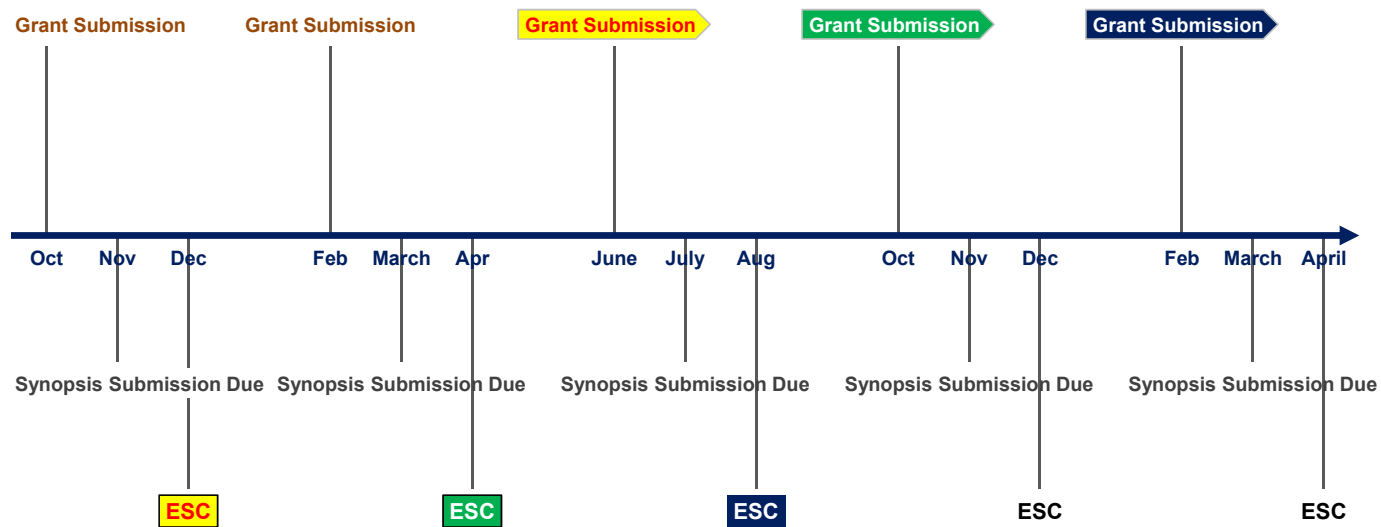 Grant Submission Grant Submission Grant Submission Grant Submission Grant Submission
Oct Nov Dec Feb March Apr June July Aug Oct Nov Dec Feb March April
Synopsis Submission Due Synopsis Submission Due Synopsis Submission Due Synopsis Submission Due Synopsis Submission Due
ESC ESC ESC ESC ESC